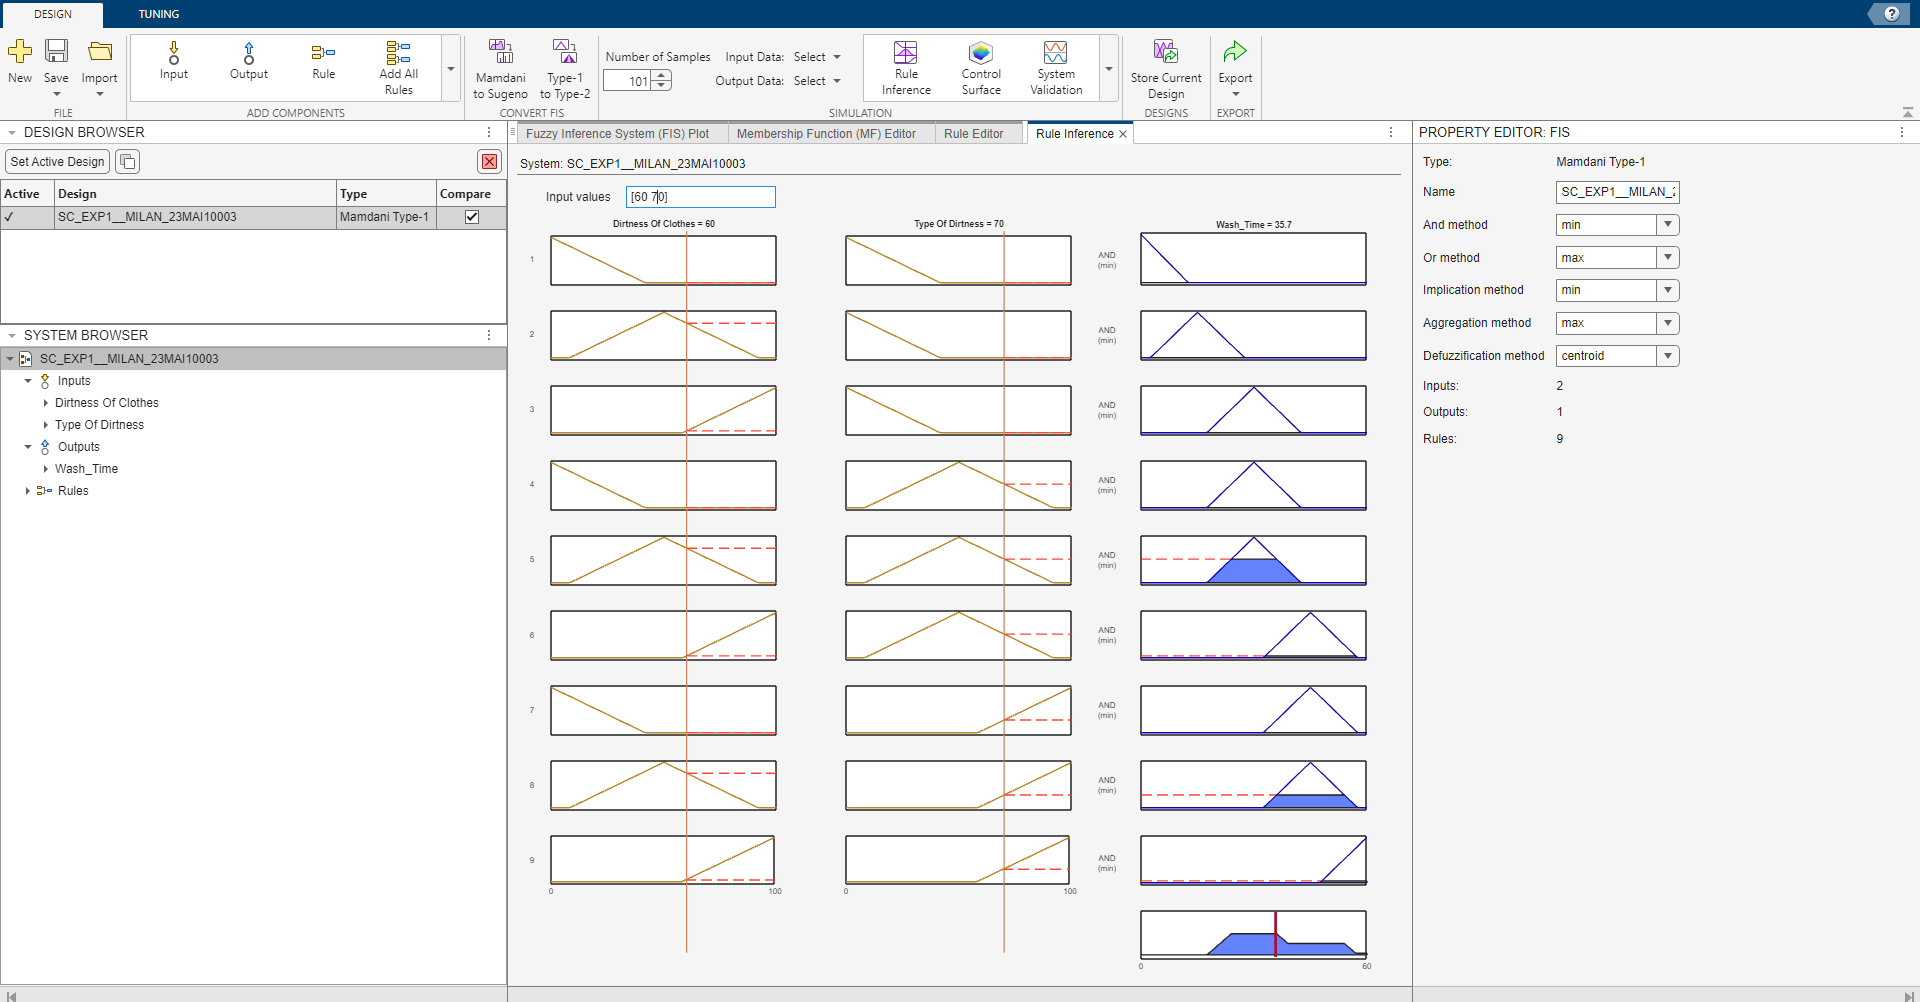 DESIGN TUNING
?
New Save Import
Input Output Rule Add All Rules
Mamdani to Sugeno Type-1 to Type-2
Number of Samples 101
Input Data: Select
Output Data: Select
Rule Inference Control Surface System Validation
Store Current Design
Export
FILE ADD COMPONENTS CONVERT FIS SIMULATION DESIGNS EXPORT
DESIGN BROWSER
Set Active Design
Active Design Type Compare
SC_EXP1__MILAN_23MAI10003 Mamdani Type-1
SYSTEM BROWSER
SC_EXP1__MILAN_23MAI10003
Inputs
Dirtness Of Clothes
Type Of Dirtness
Outputs
Wash_Time
Rules
Fuzzy Inference System (FIS) Plot Membership Function (MF) Editor Rule Editor Rule Inference
System: SC_EXP1__MILAN_23MAI10003
Input values [60 70]
Dirtness Of Clothes = 60 Type Of Dirtness = 70 Wash_Time = 35.7
1 AND (min)
2 AND (min)
3 AND (min)
4 AND (min)
5 AND (min)
6 AND (min)
7 AND (min)
8 AND (min)
9 AND (min)
0 100 0 100
0 60
PROPERTY EDITOR: FIS
Type: Mamdani Type-1
Name SC_EXP1__MILAN_2
And method min
Or method max
Implication method min
Aggregation method max
Defuzzification method centroid
Inputs: 2
Outputs: 1
Rules: 9